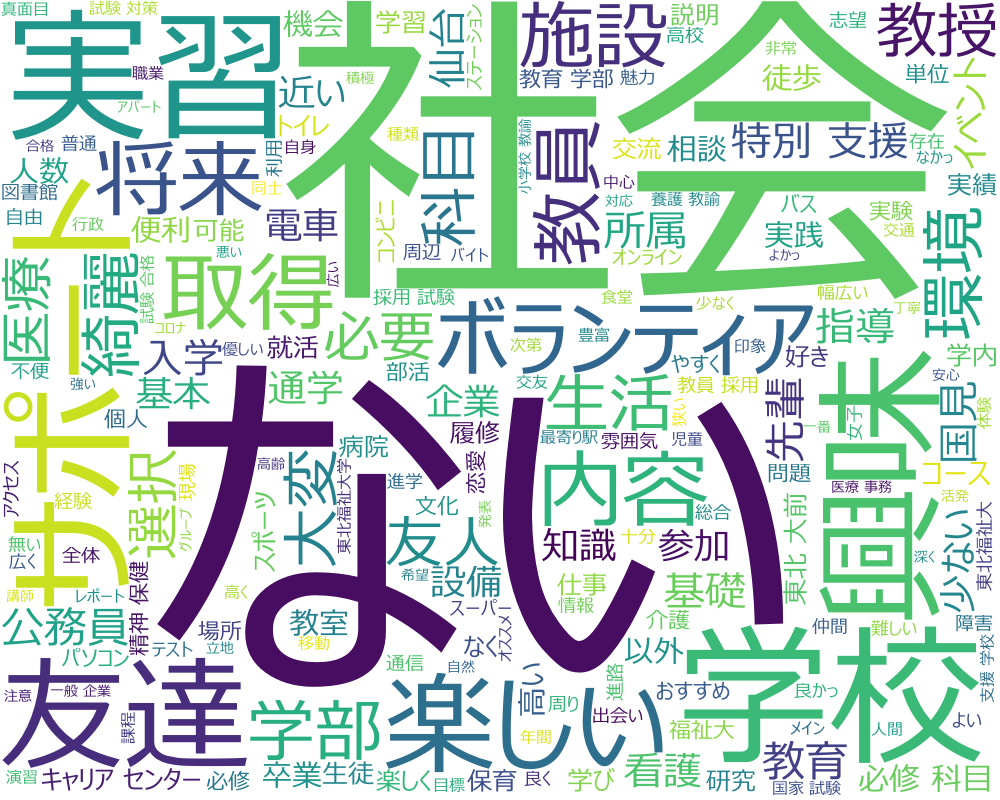 真面目
試験 対策
実習
職業
アパート
機会
学習
仙台
ステーション
積極
社会
施設
教育 学部
魅力
説明
高校
志望
非常
徒歩
教授
単位
イベント
近い
トイレ
自身
利用
合格
普通
人数
図書館
自由
行政
将来
同士
種類
コンビニ
科目
小学校 教諭
教員
交流
相談
特別 支援
存在
なかっ
中心
対応
養護 教諭
バス
実験
交通
実績
便利
可能
電車
周辺
バイト
所属
オンライン
実践
よかっ
悪い
広い
環境
医療
サポート
綺麗
試験 合格
取得
コロナ
採用 試験
必要
ボランティア
食堂
少なく
幅広い
丁寧
指導
不便
強い
入学
優しい
就活
部活
豊富
次第
やすく
印象
好き
学内
基本
通学
企業
交友
生活
教員 採用
狭い
先輩
女子
一番
興味
国見
安心
体験
個人
病院
履修
最寄り駅
雰囲気
児童
問題
コース
アクセス
経験
選択
グループ
現場
高齢
大変
東北福祉大学
進学
文化
恋愛
発表
内容
総合
医療 事務
活発
少ない
東北福祉大
無い
広く
全体
スポーツ
ない
友人
希望
設備
知識
十分
参加
東北 大前
深く
講師
レポート
精神 保健
高く
仕事
情報
基礎
公務員
場所
教室
スーパー
オススメ
介護
仲間
難しい
障害
支援 学校
パソコン
テスト
立地
移動
通信
自然
なく
以外
注意
一般 企業
友達
課程
学部
楽しい
高い
周り
進路
出会い
おすすめ
福祉大
学校
良かっ
メイン
人間
よい
年間
演習
キャリア センター
必修
卒業生徒
楽しく
目標
保育
良く
学び
看護
研究
教育
国家 試験
必修 科目